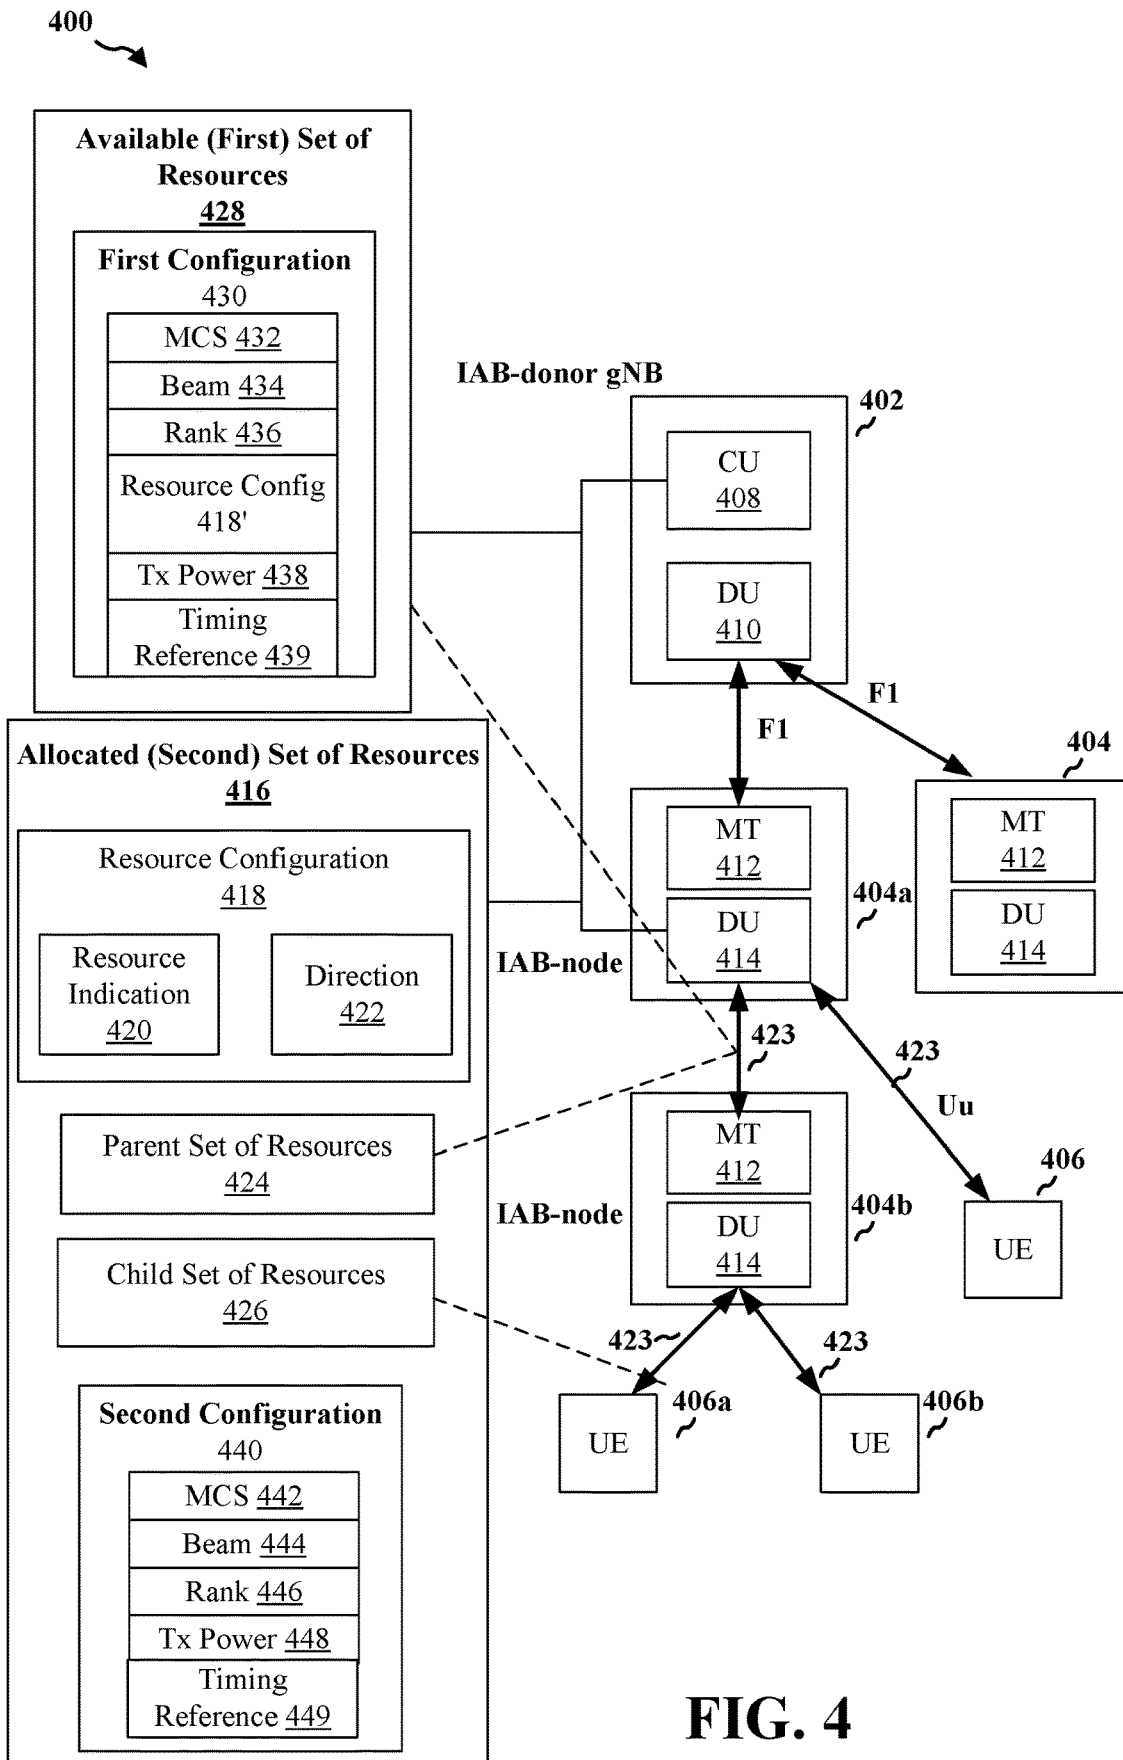 400
Available (First) Set of
Resources
428
First Configuration
430
MCS 432
Beam 434
Rank 436
Resource Config
418'
Tx Power 438
Timing
Reference 439
IAB-donor gNB
402
CU
408
DU
410
F1
F1
404
MT
412
DU
414
Allocated (Second) Set of Resources
416
Resource Configuration
418
Resource
Indication
420
Direction
422
MT
412
404a
DU
414
IAB-node
423
423
Uu
Parent Set of Resources
424
MT
412
IAB-node
404b
DU
414
406
UE
Child Set of Resources
426
423
423
406a
UE
406b
UE
Second Configuration
440
MCS 442
Beam 444
Rank 446
Tx Power 448
Timing
Reference 449
FIG. 4